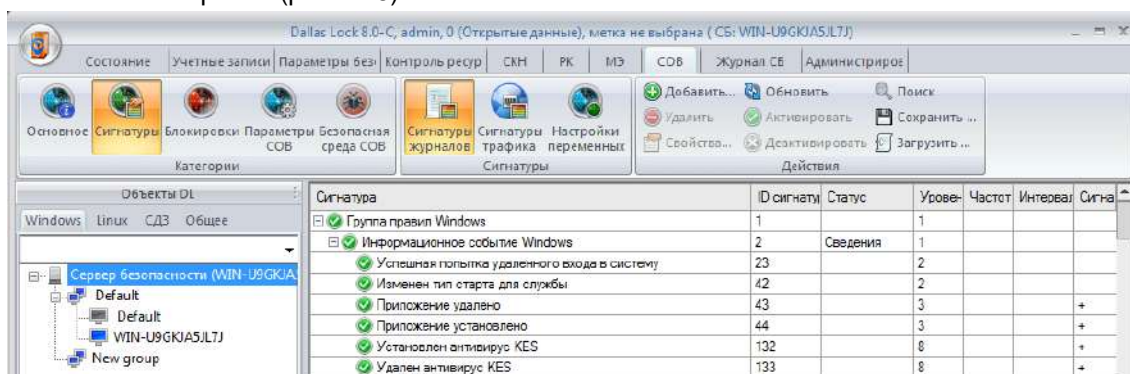 Dallas Lock 8.0-C, admin, 0 (Открытые данные), метка не выбрана ( СБ: WIN-U9GKJA5JL7J)
Состояние Учетные записи Параметры без Контроль ресур СКН РК МЭ СОВ Журнал СБ Администриров
Основное Сигнатуры Блокировки Параметры СОВ Безопасная среда СОВ
Категории
Сигнатуры журналов Сигнатуры трафика Настройки переменных
Сигнатуры
Добавить... Обновить Поиск
Удалить Активировать Сохранить ...
Свойства... Деактивировать Загрузить ...
Действия
Объекты DL
Windows Linux СДЗ Общее
Сервер безопасности (WIN-U9GKJA
Default
Default
WIN-U9GKJA5JL7J
New group
Сигнатура ID сигнату Статус Уровен Частот Интервал Сигна
Группа правил Windows 1 1
Информационное событие Windows 2 Сведения 1
Успешная попытка удаленного входа в систему 23 2
Изменен тип старта для службы 42 2
Приложение удалено 43 3 +
Приложение установлено 44 3 +
Установлен антивирус KES 132 8 +
Удален антивирус KES 133 8 +